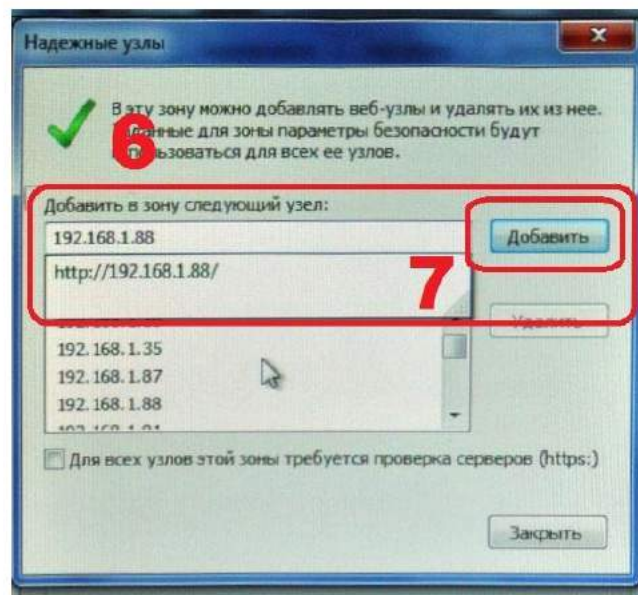 Надежные узлы
В эту зону можно добавлять веб-узлы и удалять их из нее.
для зоны параметры безопасности будут
для всех ее узлов.
6
Добавить в зону следующий узел:
192.168.1.88
Добавить
http://192.168.1.88/
7
Удалить
192.168.1.35
192.168.1.87
192.168.1.88
Для всех узлов этой зоны требуется проверка серверов (https:)
Закрыть